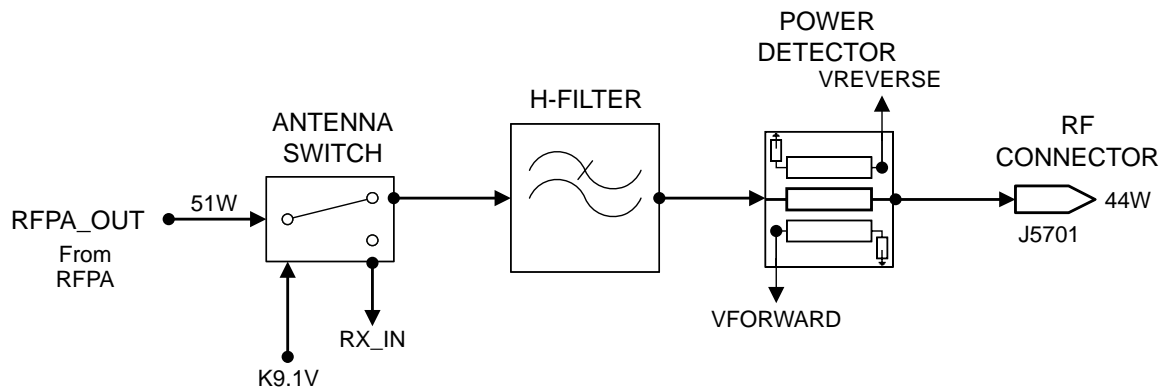 POWER
DETECTOR
VREVERSE
H-FILTER
ANTENNA
SWITCH
RF
CONNECTOR
51W
RFPA_OUT
From
RFPA
44W
J5701
VFORWARD
RX_IN
K9.1V